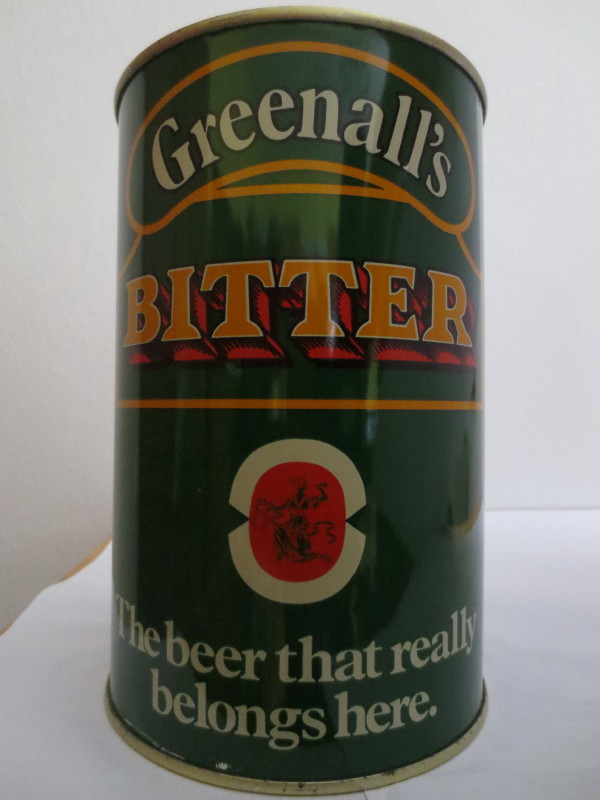 Greenall's
BITTER
The beer that really
belongs here.